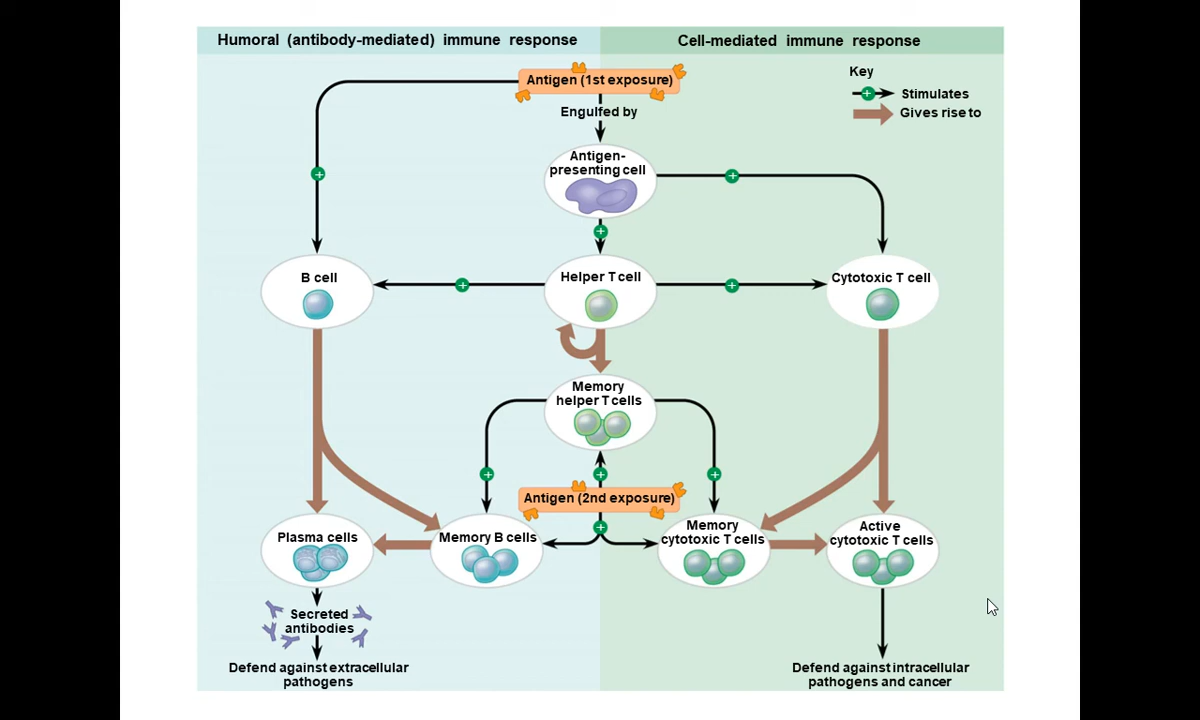 Humoral (antibody-mediated) immune response
Cell-mediated immune response
Antigen (1st exposure)
Key
Stimulates
Gives rise to
Engulfed by
Antigen-
presenting cell
B cell
Helper T cell
Cytotoxic T cell
Memory
helper T cells
Antigen (2nd exposure)
Plasma cells
Memory B cells
Memory
cytotoxic T cells
Active
cytotoxic T cells
Secreted
antibodies
Defend against extracellular
pathogens
Defend against intracellular
pathogens and cancer